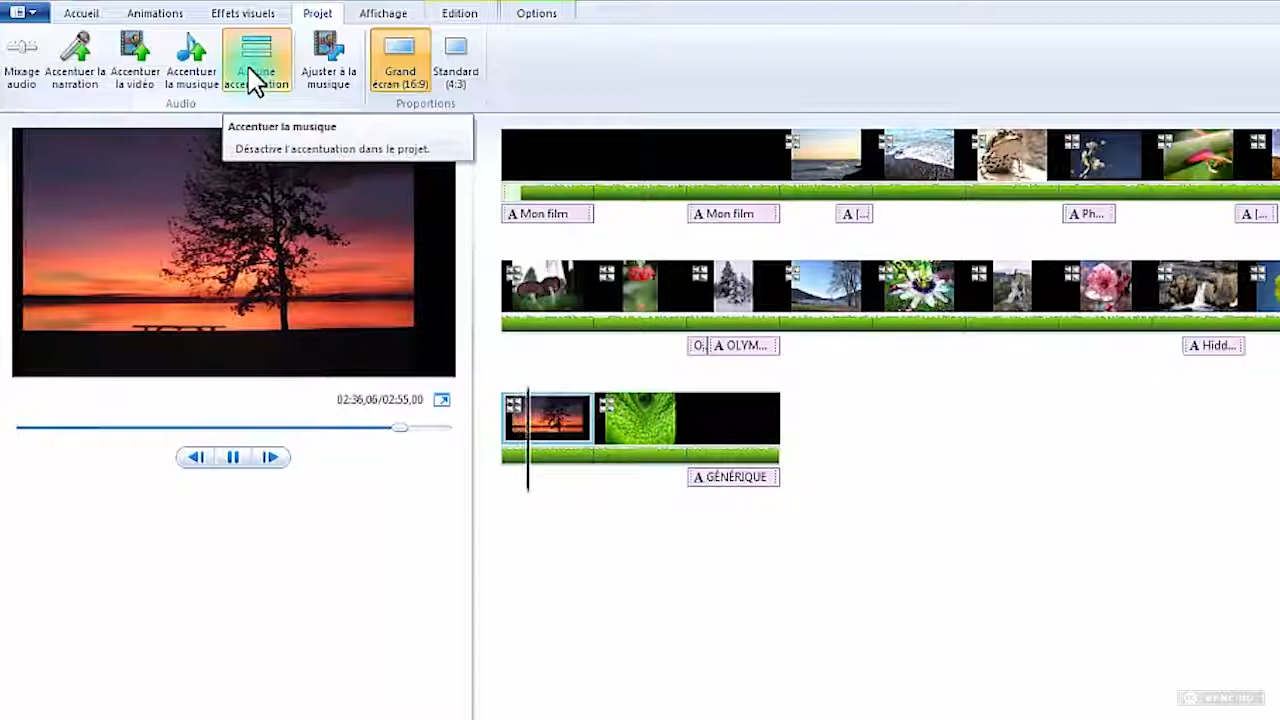 Accueil Animations Effets visuels Projet Affichage Edition Options
Mixage audio
Accentuer la narration
Accentuer la vidéo
Accentuer la musique
Ajuster à la musique
Grand écran (16:9)
Standard (4:3)
Audio
Proportions
Accentuer la musique
Désactive l'accentuation dans le projet.
A Mon film
A Mon film
A [...
A Ph...
A [...
O
A OLYM...
A Hidd...
02:36,06/02:55,00
A GÉNÉRIQUE